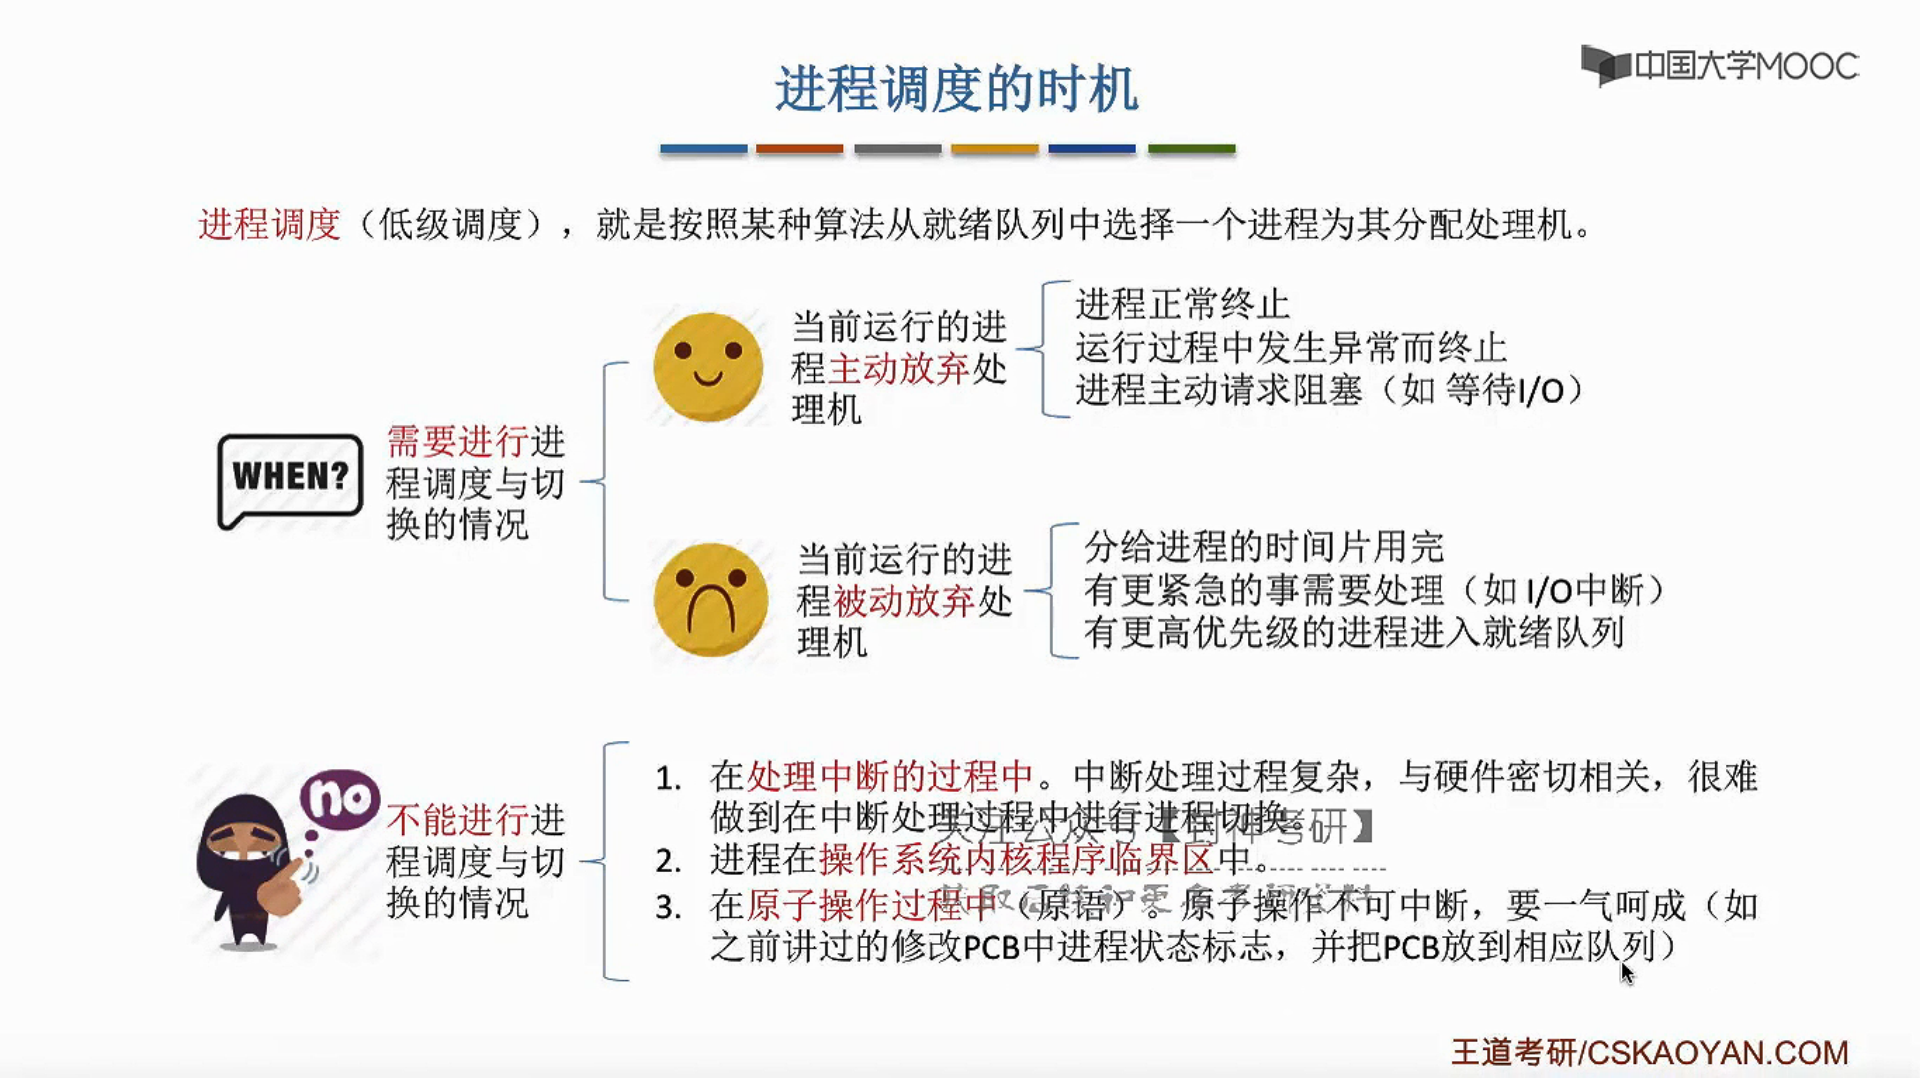 中国大学MOOC
进程调度的时机
进程调度（低级调度），就是按照某种算法从就绪队列中选择一个进程为其分配处理机。
WHEN?
需要进行进
程调度与切
换的情况
当前运行的进
程主动放弃处
理机
进程正常终止
运行过程中发生异常而终止
进程主动请求阻塞（如 等待I/O）
当前运行的进
程被动放弃处
理机
分给进程的时间片用完
有更紧急的事需要处理（如 I/O中断）
有更高优先级的进程进入就绪队列
no
不能进行进
程调度与切
换的情况
1. 在处理中断的过程中。中断处理过程复杂，与硬件密切相关，很难
做到在中断处理过程中进行进程切换。
2. 进程在操作系统内核程序临界区中。
3. 在原子操作过程中（原语）。原子操作不可中断，要一气呵成（如
之前讲过的修改PCB中进程状态标志，并把PCB放到相应队列）
王道考研/CSKAOYAN.COM